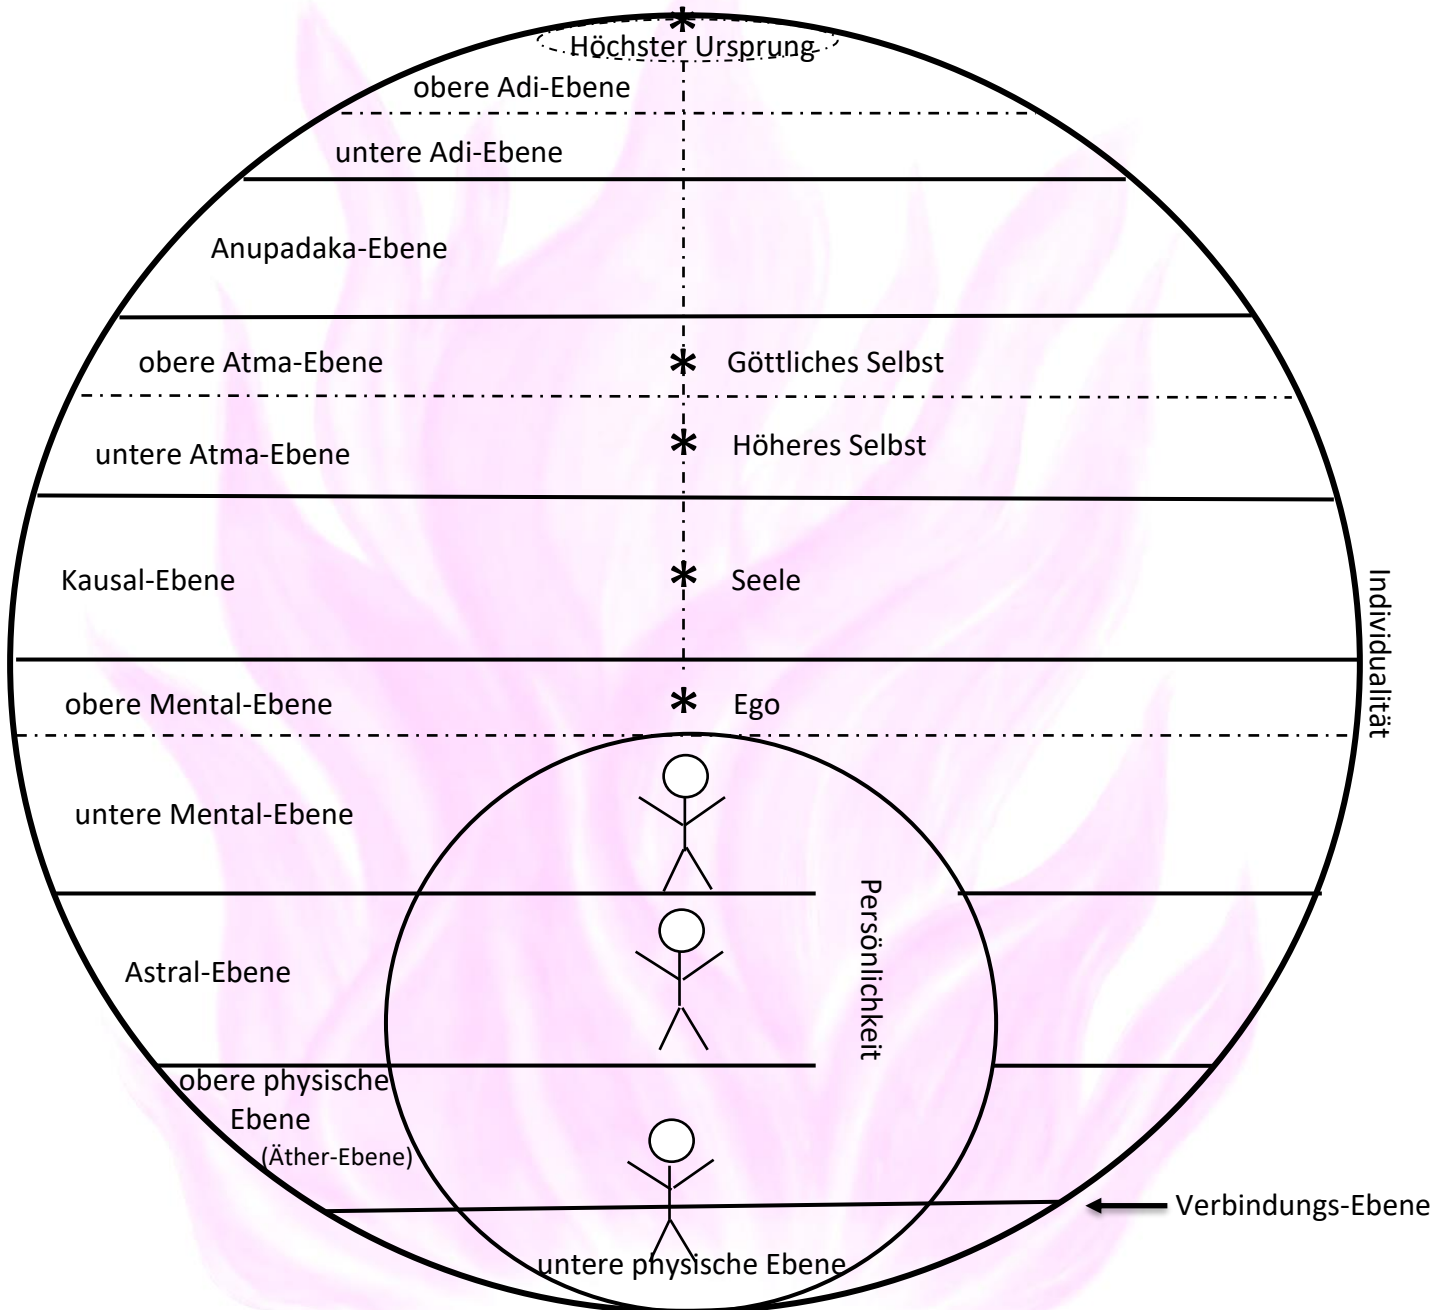 Höchster Ursprung
obere Adi-Ebene
untere Adi-Ebene
Anupadaka-Ebene
obere Atma-Ebene
Göttliches Selbst
untere Atma-Ebene
Höheres Selbst
Kausal-Ebene
Seele
Individualität
obere Mental-Ebene
Ego
untere Mental-Ebene
Persönlichkeit
Astral-Ebene
obere physische
Ebene
(Äther-Ebene)
Verbindungs-Ebene
untere physische Ebene